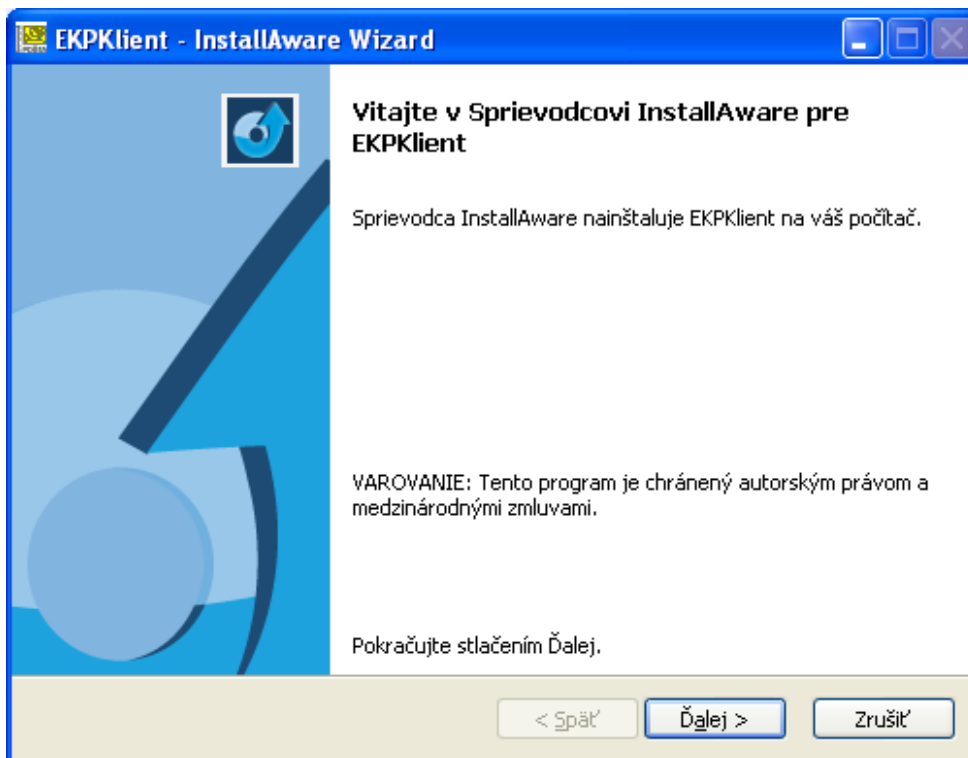 EKPKlient - InstallAware Wizard
Vitajte v Sprievodcovi InstallAware pre
EKPKlient
Sprievodca InstallAware nainštaluje EKPKlient na váš počítač.
VAROVANIE: Tento program je chránený autorským právom a
medzinárodnými zmluvami.
Pokračujte stlačením Ďalej.
< Späť
Ďalej >
Zrušiť